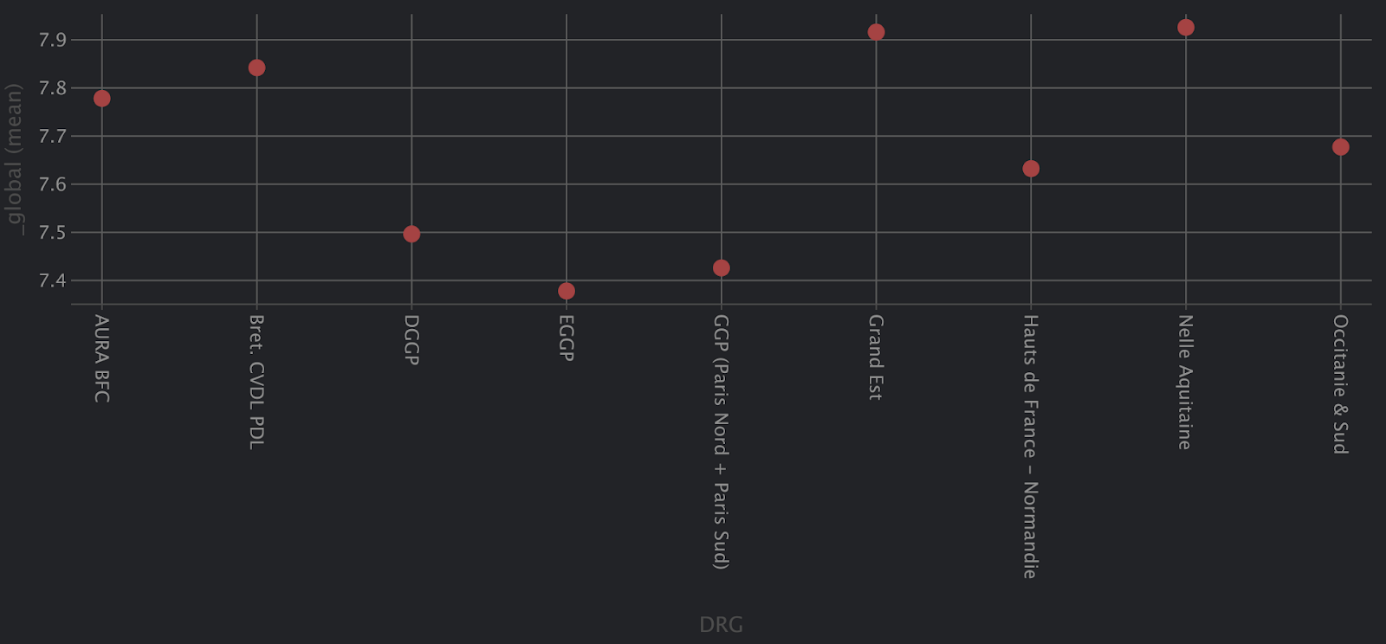 _global (mean)
7.9
7.8
7.7
7.6
7.5
7.4
AURA BFC
Bret. CVDL PDL
DGGP
EGGP
GGP (Paris Nord + Paris Sud)
Grand Est
Hauts de France – Normandie
Nelle Aquitaine
Occitanie & Sud
DRG